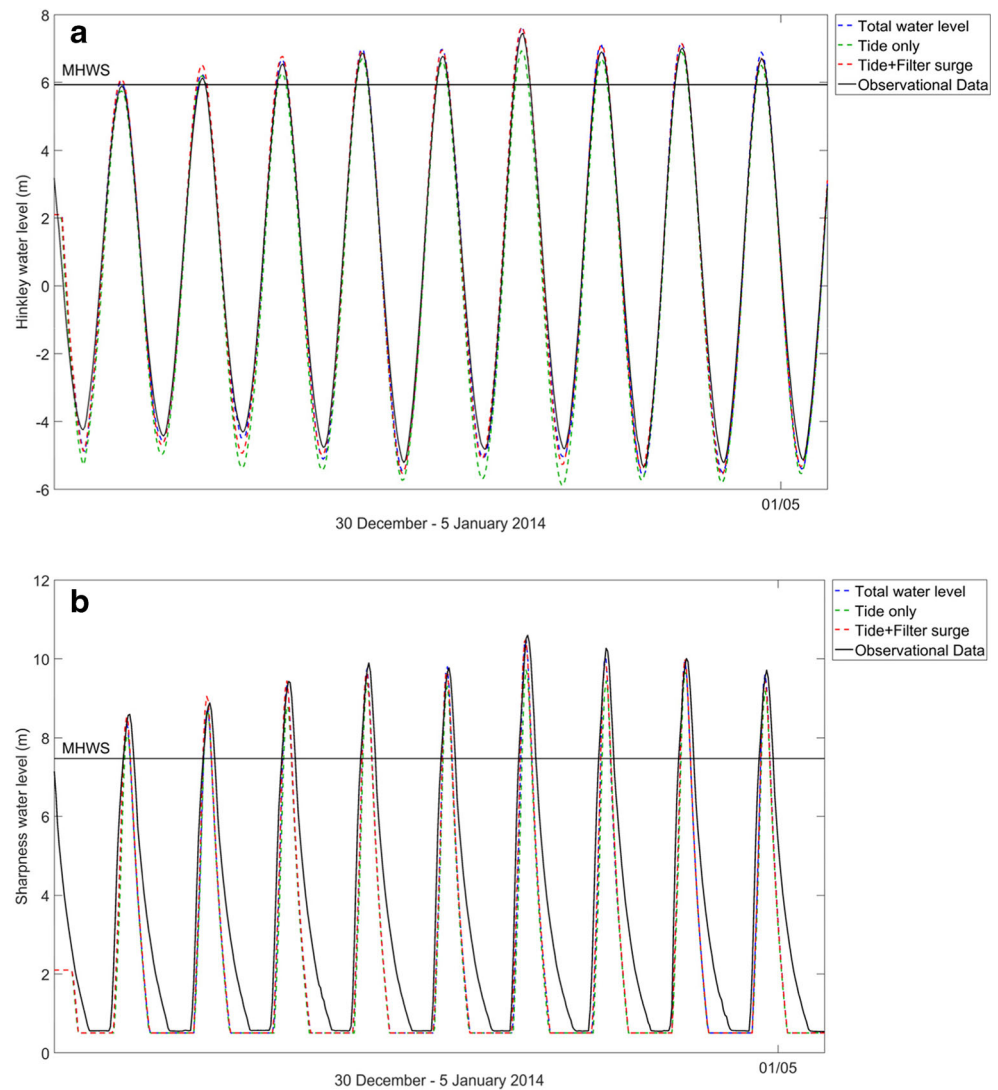 a
8
6
4
2
0
-2
-4
-6
MHWS
Hinkley water level (m)
01/05
30 December - 5 January 2014
Total water level
Tide only
Tide+Filter surge
Observational Data
b
12
10
8
6
4
2
0
MHWS
Sharpness water level (m)
01/05
30 December - 5 January 2014
Total water level
Tide only
Tide+Filter surge
Observational Data